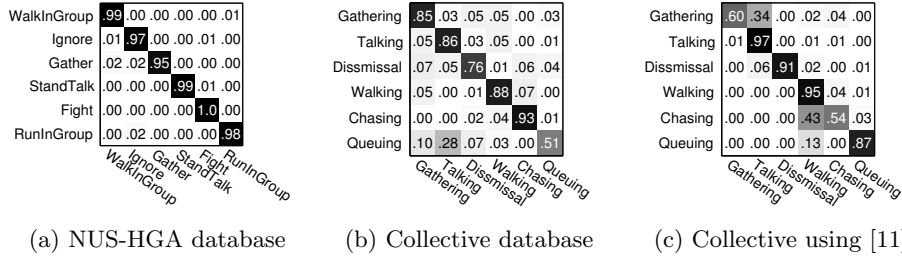 WalkInGroup .99 .00 .00 .00 .00 .01
Ignore .01 .97 .00 .00 .01 .00
Gather .02 .02 .95 .00 .00 .00
StandTalk .00 .00 .00 .99 .01 .00
Fight .00 .00 .00 .00 1.0 .00
RunInGroup .00 .02 .00 .00 .00 .98
WalkInGroup Ignore Gather StandTalk Fight RunInGroup
(a) NUS-HGA database
Gathering .85 .03 .05 .05 .00 .03
Talking .05 .86 .03 .05 .00 .01
Dissmissal .07 .05 .76 .01 .06 .04
Walking .05 .00 .01 .88 .07 .00
Chasing .00 .00 .02 .04 .93 .01
Queuing .10 .28 .07 .03 .00 .51
Gathering Talking Dissmissal Walking Chasing Queuing
(b) Collective database
Gathering .60 .34 .00 .02 .04 .00
Talking .01 .97 .00 .01 .01 .00
Dissmissal .00 .06 .91 .02 .00 .01
Walking .00 .00 .00 .95 .04 .01
Chasing .00 .00 .00 .43 .54 .03
Queuing .00 .00 .00 .13 .00 .87
Gathering Talking Dissmissal Walking Chasing Queuing
(c) Collective using [11]